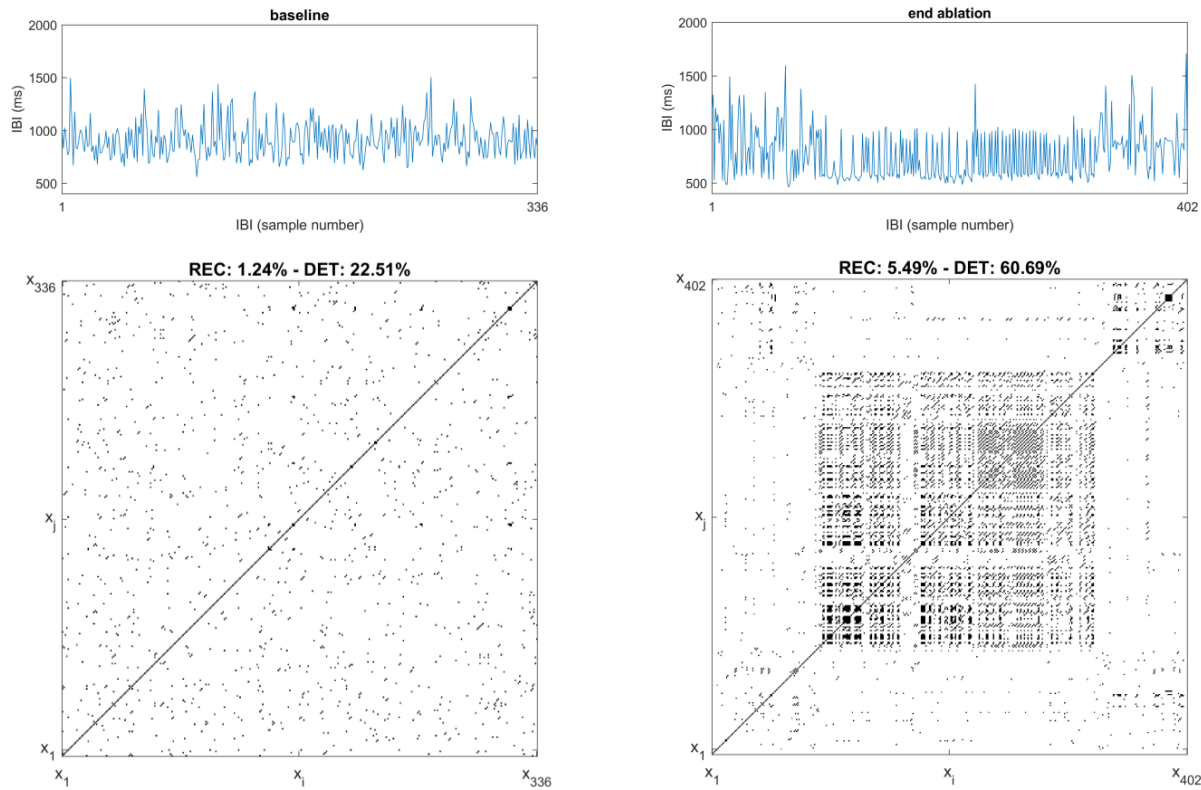 baseline
2000
1500
1000
500
IBI (ms)
1
336
IBI (sample number)
REC: 1.24% - DET: 22.51%
x336
xj
x1
x1
xi
x336
end ablation
2000
1500
1000
500
IBI (ms)
1
402
IBI (sample number)
REC: 5.49% - DET: 60.69%
x402
xj
x1
x1
xi
x402